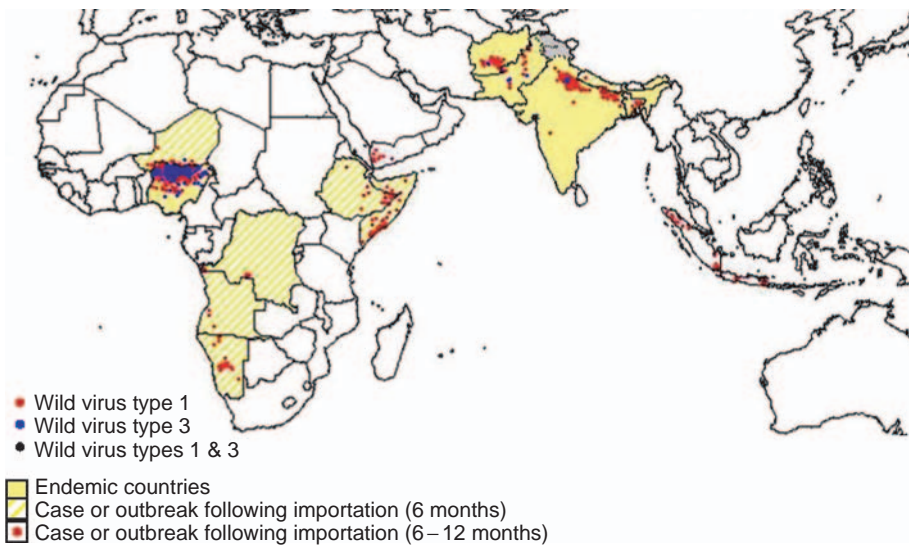 Wild virus type 1
Wild virus type 3
Wild virus types 1 & 3
Endemic countries
Case or outbreak following importation (6 months)
Case or outbreak following importation (6–12 months)